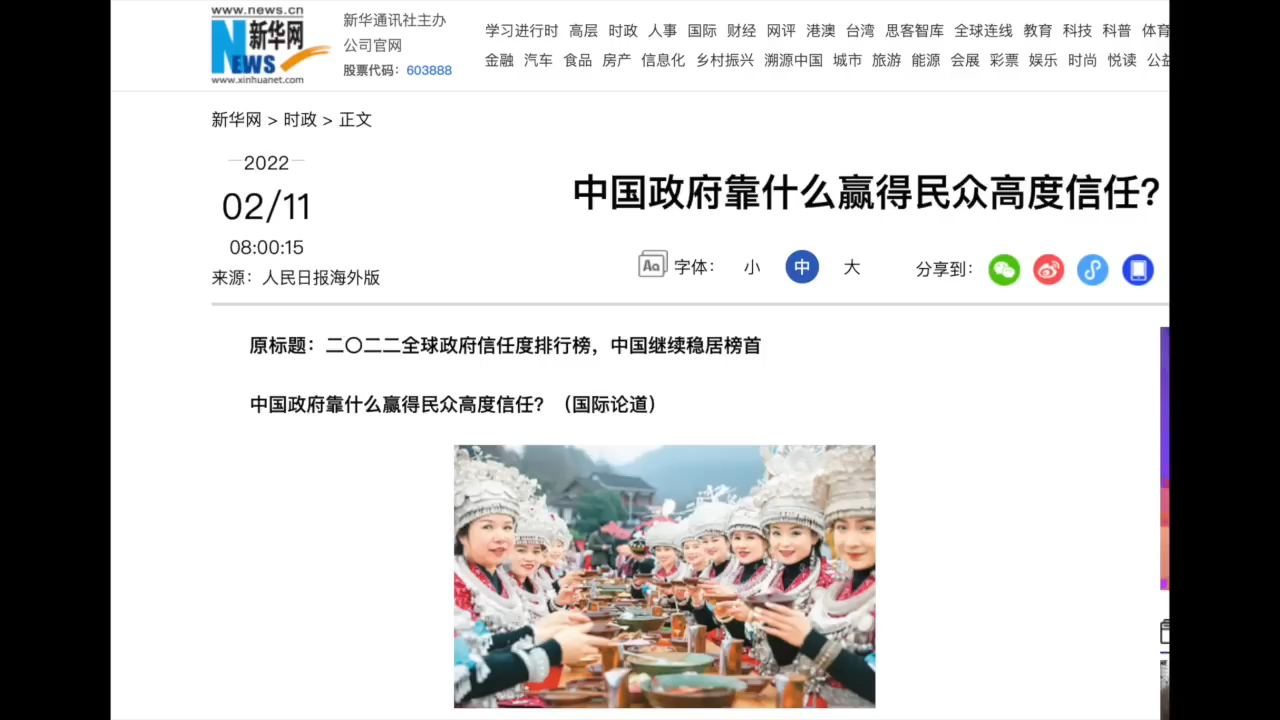 www.news.cn
新华网
NEWS
www.xinhuanet.com
新华通讯社主办
公司官网
股票代码：603888
学习进行时 高层 时政 人事 国际 财经 网评 港澳 台湾 思客智库 全球连线 教育 科技 科普 体育
金融 汽车 食品 房产 信息化 乡村振兴 溯源中国 城市 旅游 能源 会展 彩票 娱乐 时尚 悦读 公益
新华网 > 时政 > 正文
2022
02/11
08:00:15
来源：人民日报海外版
中国政府靠什么赢得民众高度信任？
Aa 字体： 小 中 大 分享到：
原标题：二〇二二全球政府信任度排行榜，中国继续稳居榜首
中国政府靠什么赢得民众高度信任？（国际论道）